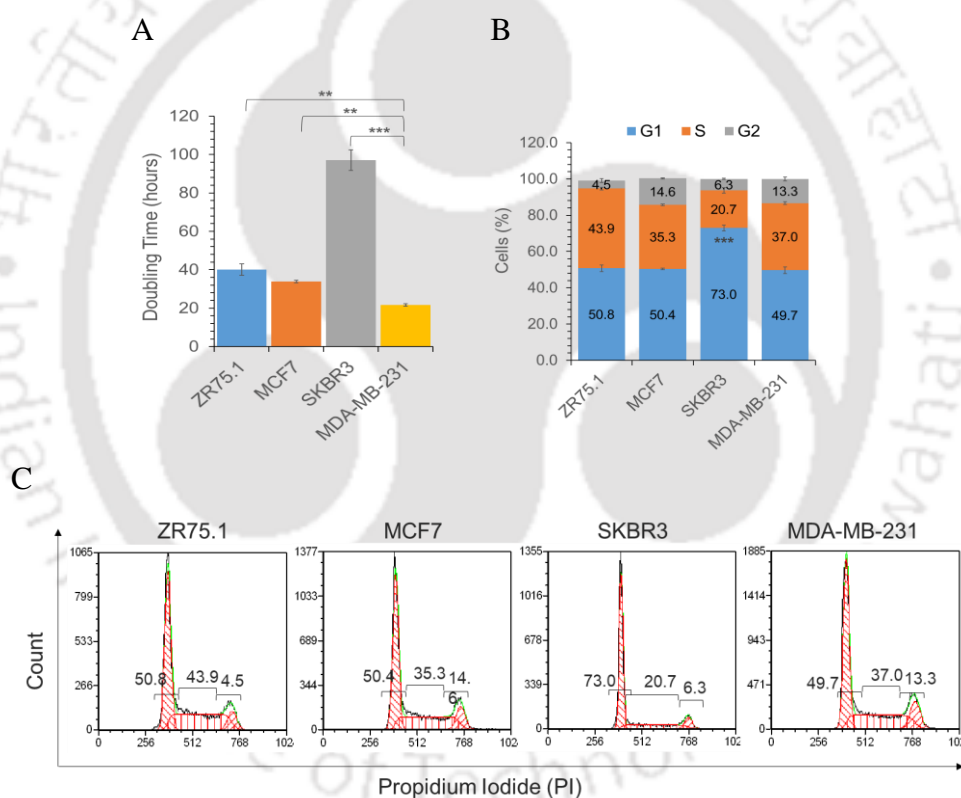 A
B
** 
**
***
120
100
80
60
40
20
0
Doubling Time (hours)
ZR75.1
MCF7
SKBR3
MDA-MB-231
G1 S G2
120.0
100.0
80.0
60.0
40.0
20.0
0.0
Cells (%)
4.5 14.6 6.3 13.3
43.9 35.3 20.7 37.0
***
50.8 50.4 73.0 49.7
ZR75.1
MCF7
SKBR3
MDA-MB-231
C
ZR75.1 MCF7 SKBR3 MDA-MB-231
Count
1065
799
533
266
0
50.8 43.9 4.5
0 256 512 768 102
1377
1033
689
344
0
50.4 35.3 14.
6
0 256 512 768 102
1355
1016
678
339
0
73.0 20.7 6.3
0 256 512 768 102
1885
1414
943
471
0
49.7 37.0 13.3
0 256 512 768 102
Propidium Iodide (PI)